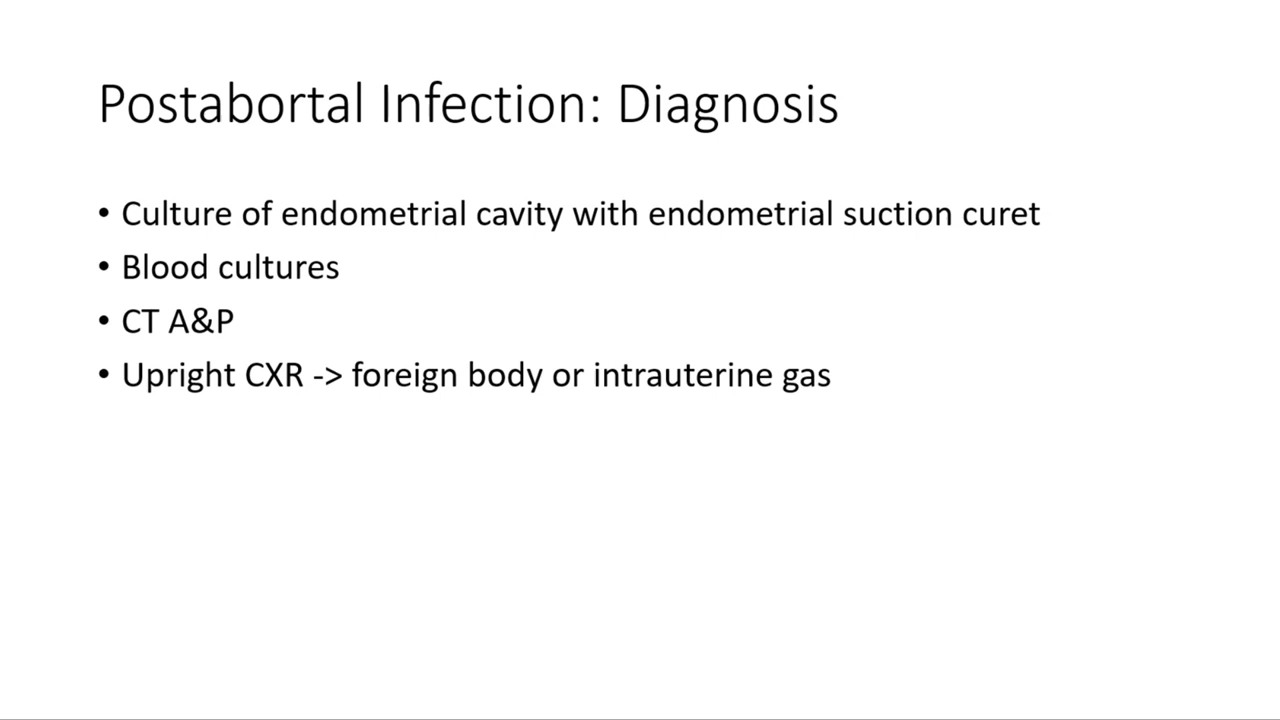 Postabortal Infection: Diagnosis
• Culture of endometrial cavity with endometrial suction curet
• Blood cultures
• CT A&P
• Upright CXR -> foreign body or intrauterine gas